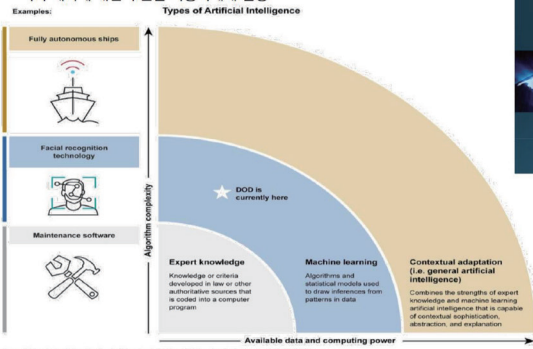 Examples:
Types of Artificial Intelligence
Fully autonomous ships
Facial recognition
technology
Maintenance software
Algorithm complexity
DOD is
currently here
Expert knowledge
Knowledge or criteria
developed in law or other
authoritative sources that
is coded into a computer
program
Machine learning
Algorithms and
statistical models used
to draw inferences from
patterns in data
Contextual adaptation
(i.e. general artificial
intelligence)
Combines the strengths of expert
knowledge and machine learning
artificial intelligence that is capable
of contextual sophistication,
abstraction, and explanation
Available data and computing power